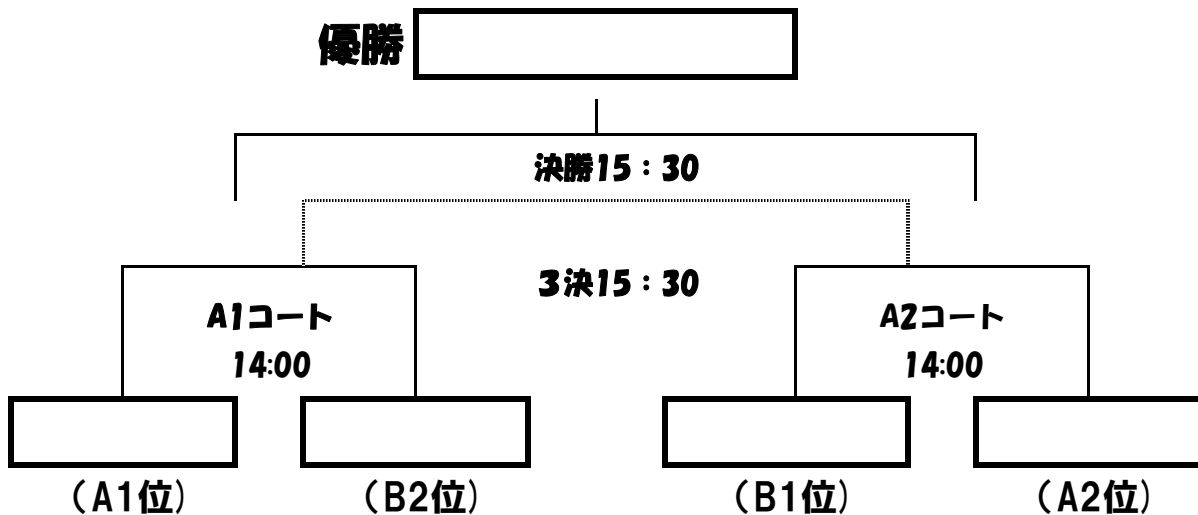 優勝
決勝15：30
3決15：30
A1コート
14:00
A2コート
14:00
（A1位）
（B2位）
（B1位）
（A2位）